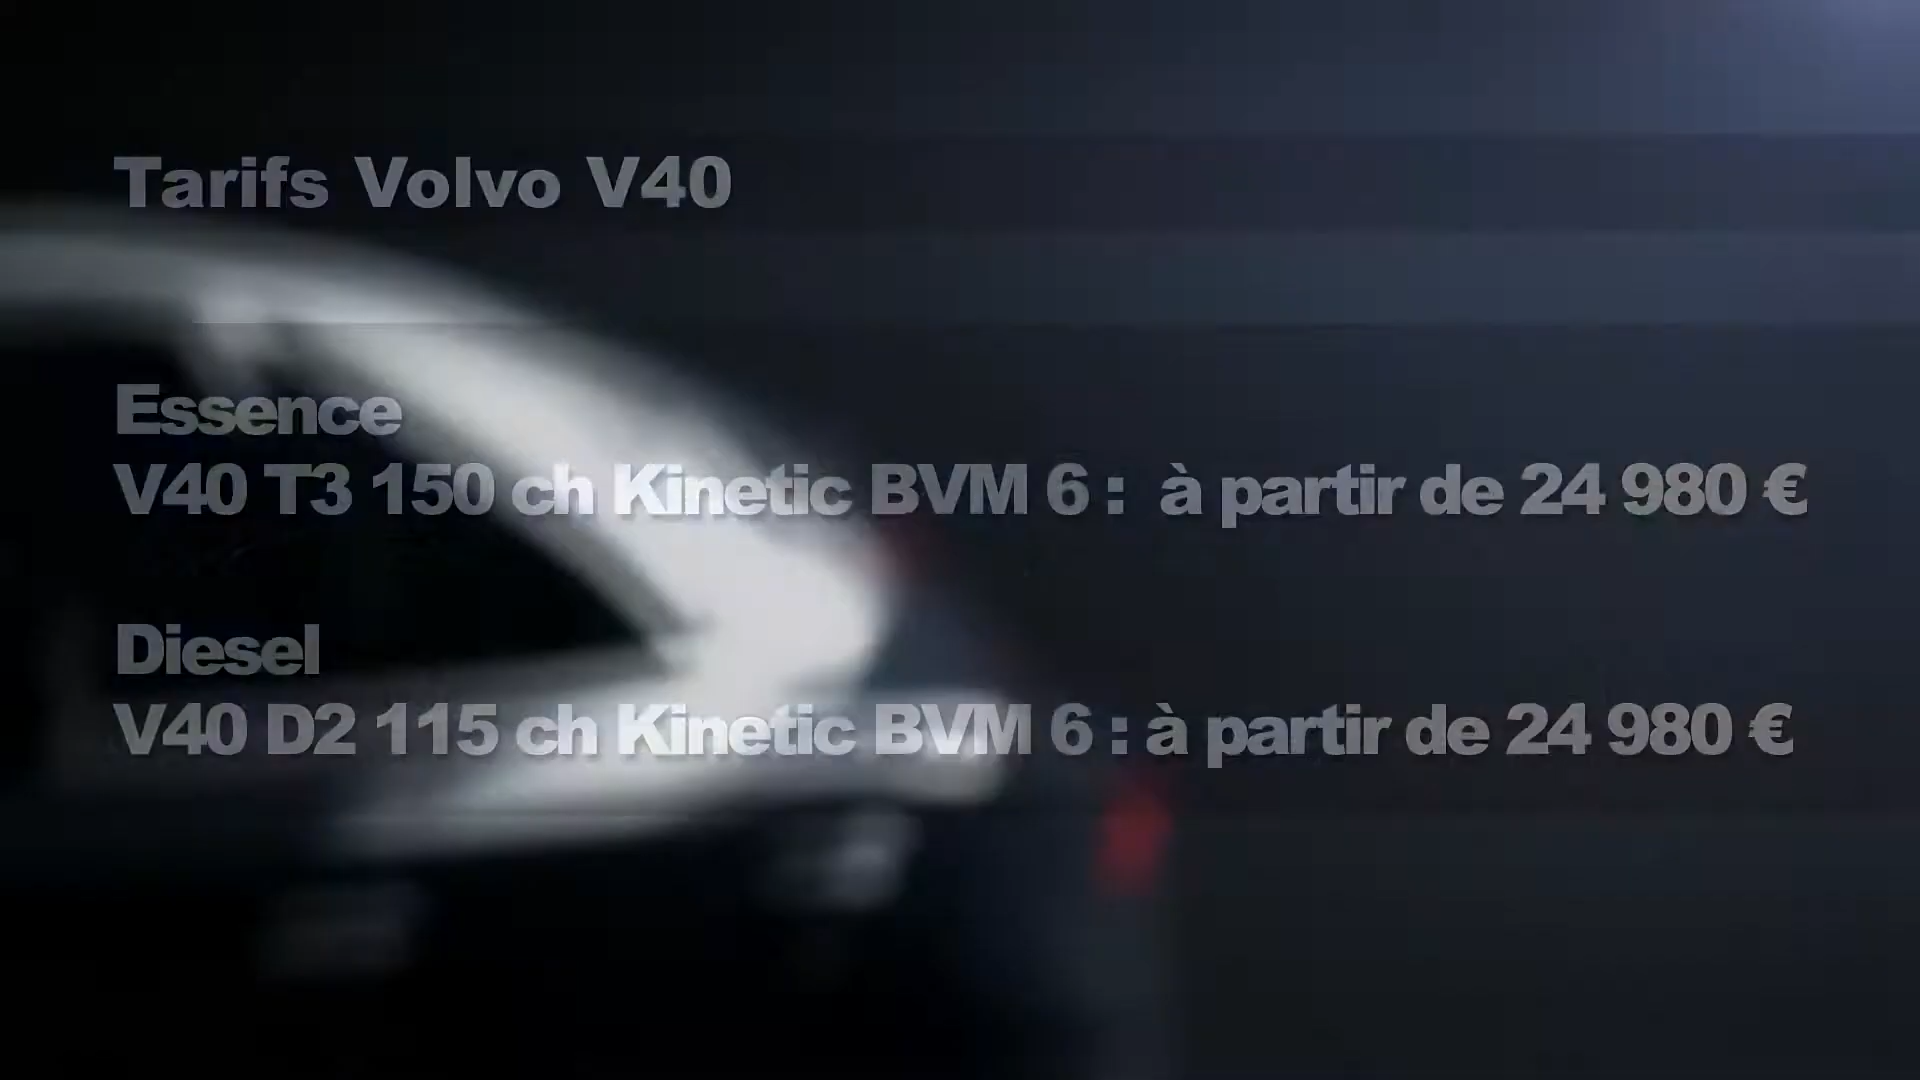 Tarifs Volvo V40
Essence
V40 T3 150 ch Kinetic BVM 6 : à partir de 24 980 €
Diesel
V40 D2 115 ch Kinetic BVM 6 : à partir de 24 980 €